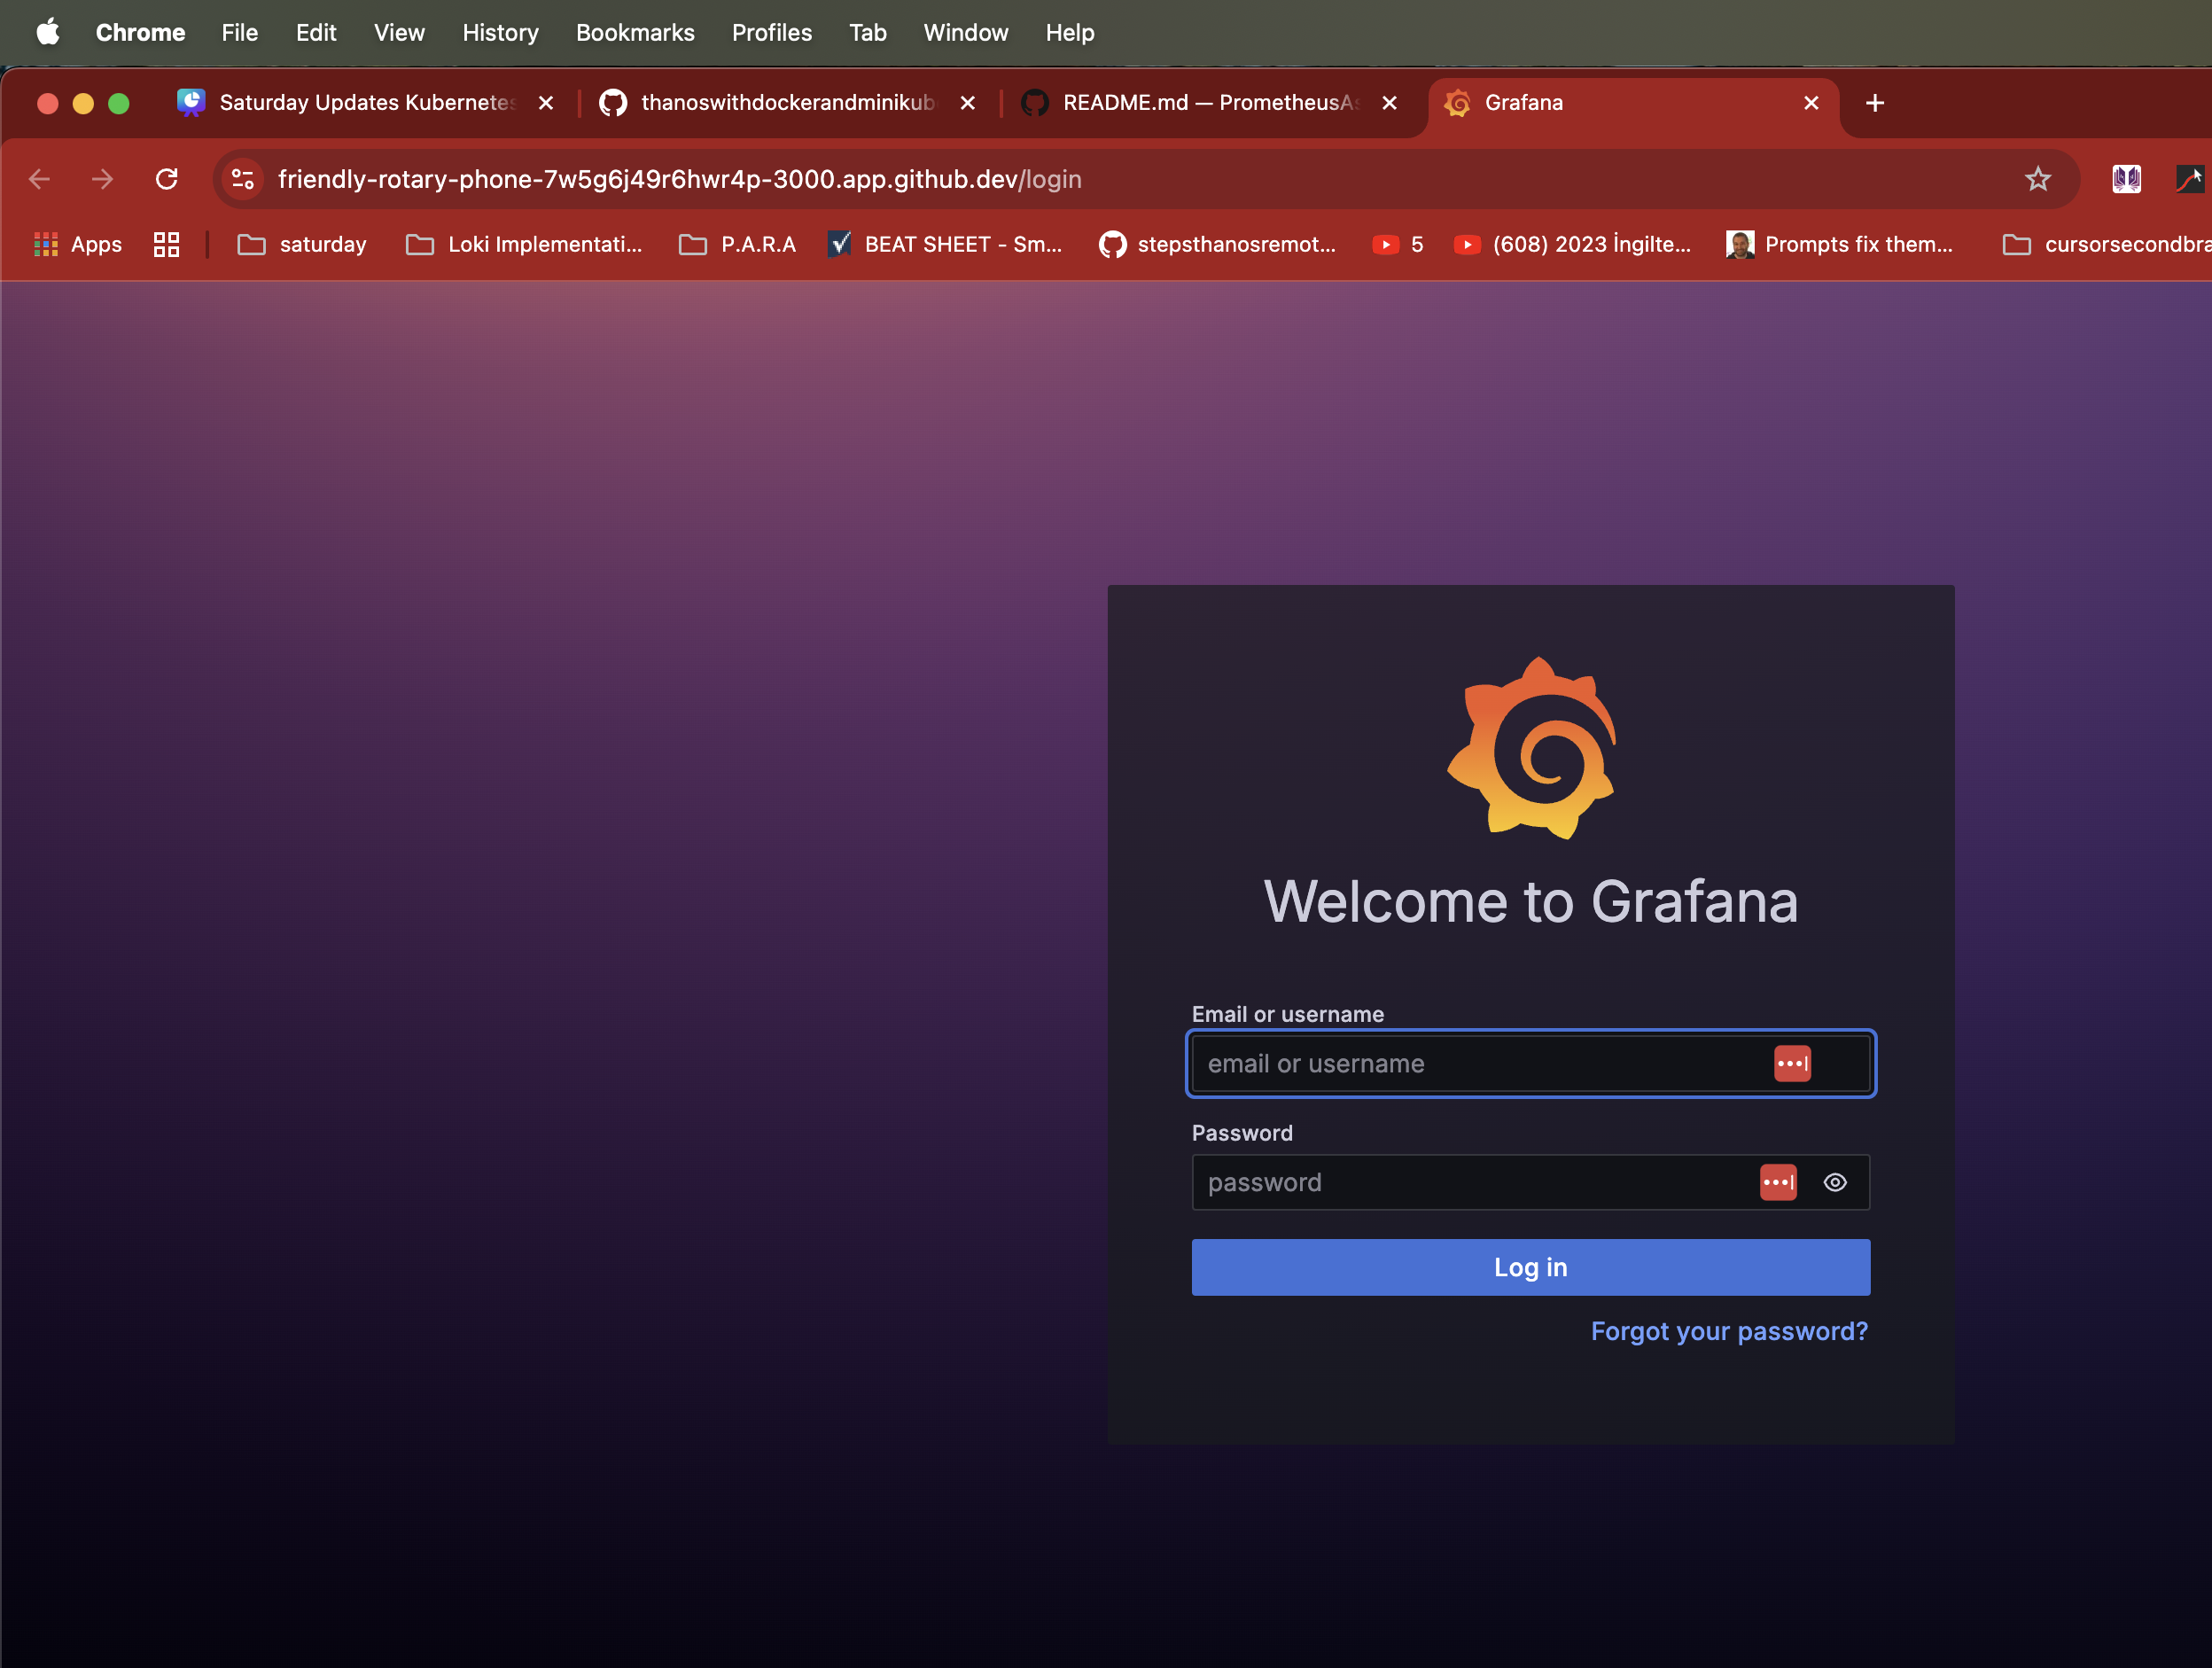 Chrome File Edit View History Bookmarks Profiles Tab Window Help
Saturday Updates Kubernetes
thanoswithdockerandminikub
README.md — PrometheusAs
Grafana
friendly-rotary-phone-7w5g6j49r6hwr4p-3000.app.github.dev/login
Apps
saturday
Loki Implementati...
P.A.R.A
BEAT SHEET - Sm...
stepsthanosremot...
5
(608) 2023 İngilte...
Prompts fix them...
cursorsecondbra
Welcome to Grafana
Email or username
email or username
Password
password
Log in
Forgot your password?